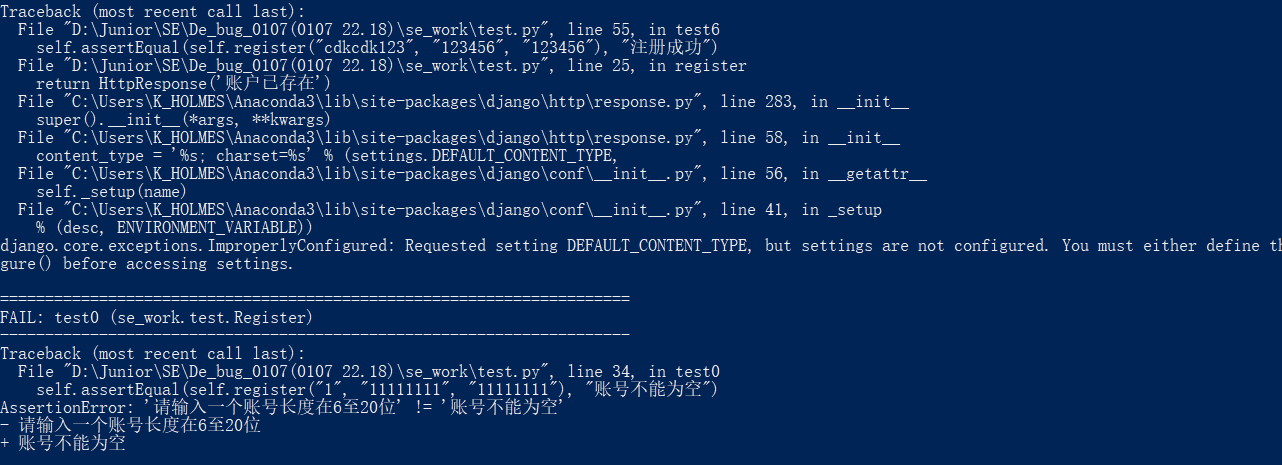 Traceback (most recent call last):
File "D:\Junior\SE\De_bug_0107(0107 22.18)\se_work\test.py", line 55, in test6
self.assertEqual(self.register("cdkcdk123", "123456", "123456"), "注册成功")
File "D:\Junior\SE\De_bug_0107(0107 22.18)\se_work\test.py", line 25, in register
return HttpResponse('账户已存在')
File "C:\Users\K_HOLMES\Anaconda3\lib\site-packages\django\http\response.py", line 283, in __init__
super().__init__(*args, **kwargs)
File "C:\Users\K_HOLMES\Anaconda3\lib\site-packages\django\http\response.py", line 58, in __init__
content_type = '%s; charset=%s' % (settings.DEFAULT_CONTENT_TYPE,
File "C:\Users\K_HOLMES\Anaconda3\lib\site-packages\django\conf\__init__.py", line 56, in __getattr__
self._setup(name)
File "C:\Users\K_HOLMES\Anaconda3\lib\site-packages\django\conf\__init__.py", line 41, in _setup
% (desc, ENVIRONMENT_VARIABLE))
django.core.exceptions.ImproperlyConfigured: Requested setting DEFAULT_CONTENT_TYPE, but settings are not configured. You must either define th
gure() before accessing settings.
======================================================================
FAIL: test0 (se_work.test.Register)
----------------------------------------------------------------------
Traceback (most recent call last):
File "D:\Junior\SE\De_bug_0107(0107 22.18)\se_work\test.py", line 34, in test0
self.assertEqual(self.register("1", "11111111", "11111111"), "账号不能为空")
AssertionError: '请输入一个账号长度在6至20位' != '账号不能为空'
- 请输入一个账号长度在6至20位
+ 账号不能为空